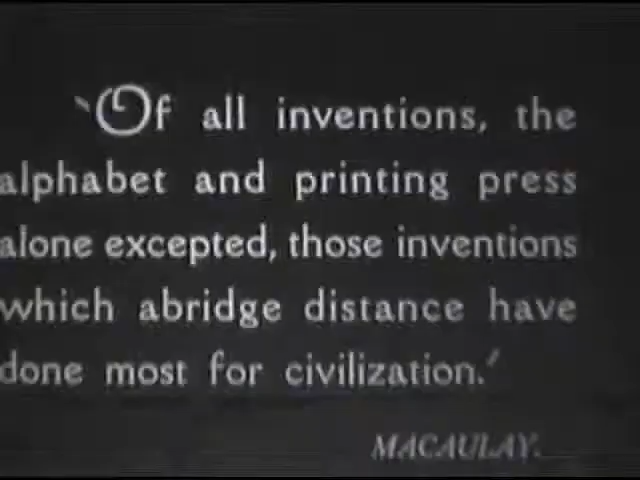 ‘Of all inventions, the
alphabet and printing press
alone excepted, those inventions
which abridge distance have
done most for civilization.’
MACAULAY.